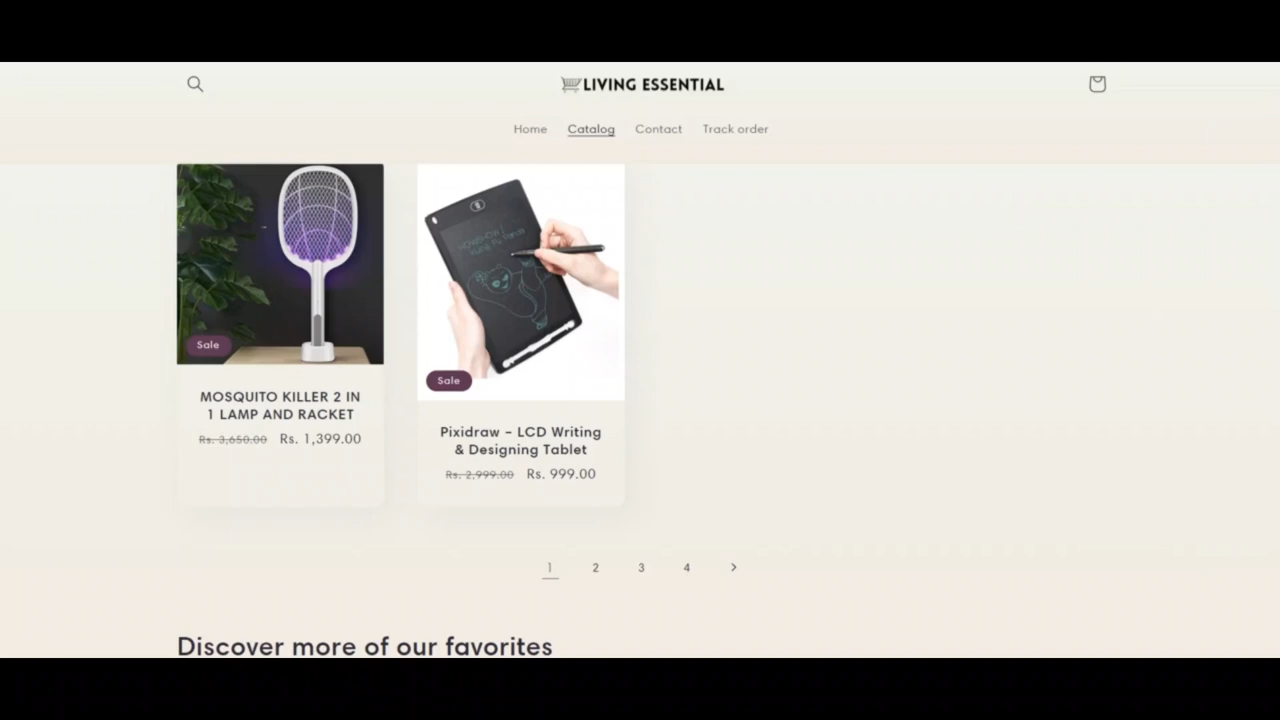 LIVING ESSENTIAL
Home Catalog Contact Track order
Sale
MOSQUITO KILLER 2 IN
1 LAMP AND RACKET
Rs. 3,650.00 Rs. 1,399.00
Sale
Pixidraw - LCD Writing
& Designing Tablet
Rs. 2,999.00 Rs. 999.00
1 2 3 4
Discover more of our favorites